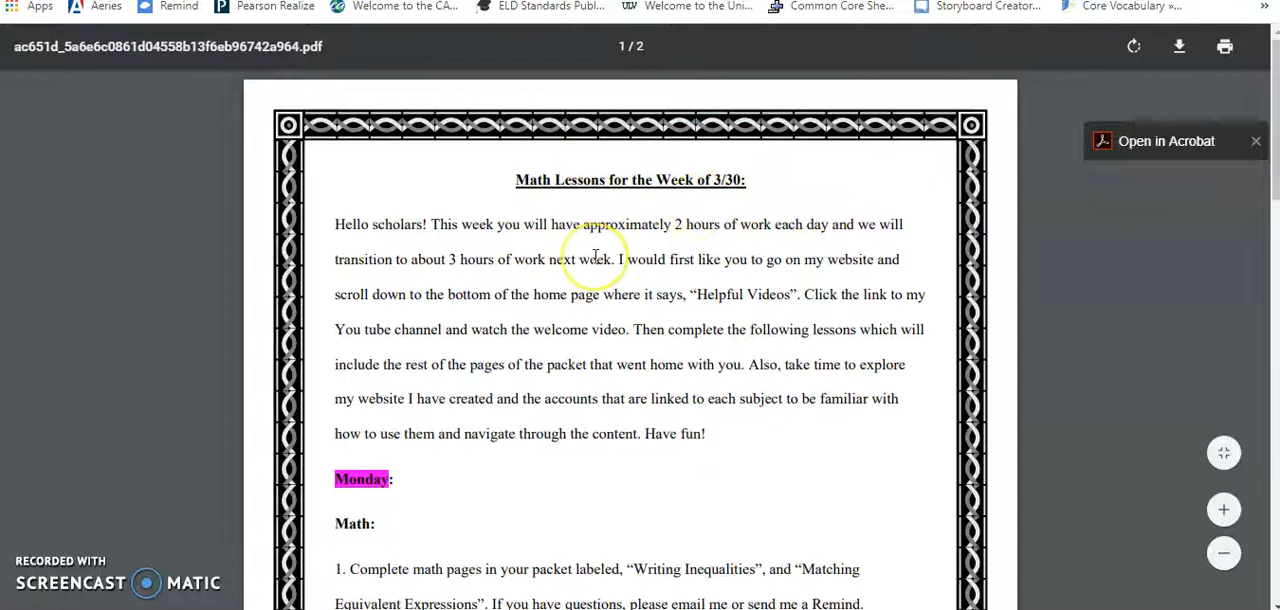 Apps Aeries Remind Pearson Realize Welcome to the CA... ELD Standards Publ... Welcome to the Uni... Common Core She... Storyboard Creator... Core Vocabulary »... »
ac651d_5a6e6c0861d04558b13f6eb96742a964.pdf 1 / 2
Open in Acrobat
Math Lessons for the Week of 3/30:
Hello scholars! This week you will have approximately 2 hours of work each day and we will
transition to about 3 hours of work next week. I would first like you to go on my website and
scroll down to the bottom of the home page where it says, “Helpful Videos”. Click the link to my
You tube channel and watch the welcome video. Then complete the following lessons which will
include the rest of the pages of the packet that went home with you. Also, take time to explore
my website I have created and the accounts that are linked to each subject to be familiar with
how to use them and navigate through the content. Have fun!
Monday:
Math:
1. Complete math pages in your packet labeled, “Writing Inequalities”, and “Matching
Equivalent Expressions”. If you have questions, please email me or send me a Remind.
RECORDED WITH
SCREENCAST MATIC